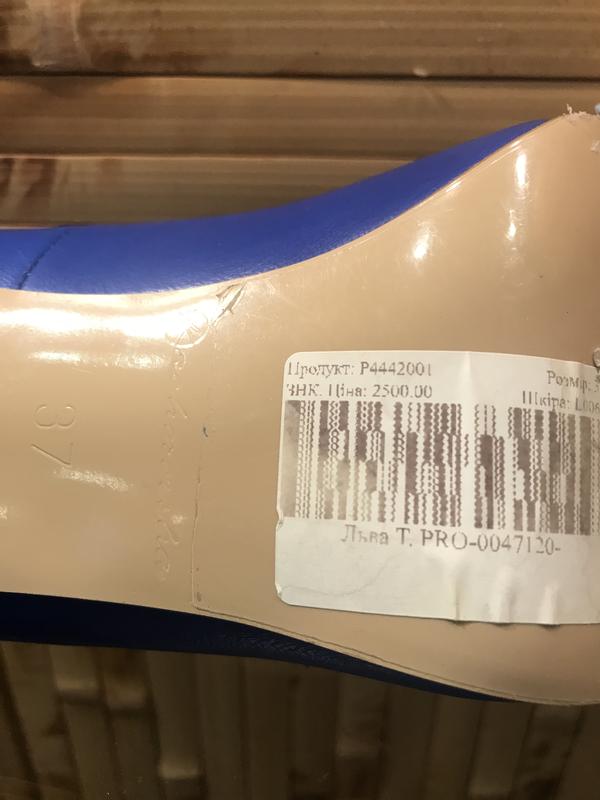 Продукт: P4442001
Розмір:
ЗНК. Ціна: 2500.00
Шкіра:
Льва Т. PRO-0047120-
37